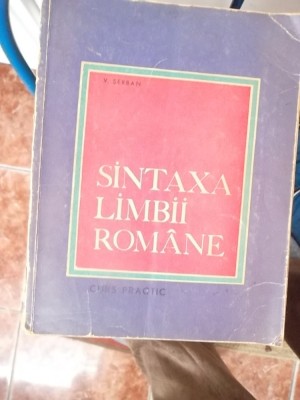 V. ŞERBAN
SINTAXA
LIMBII
ROMÂNE
CURS PRACTIC